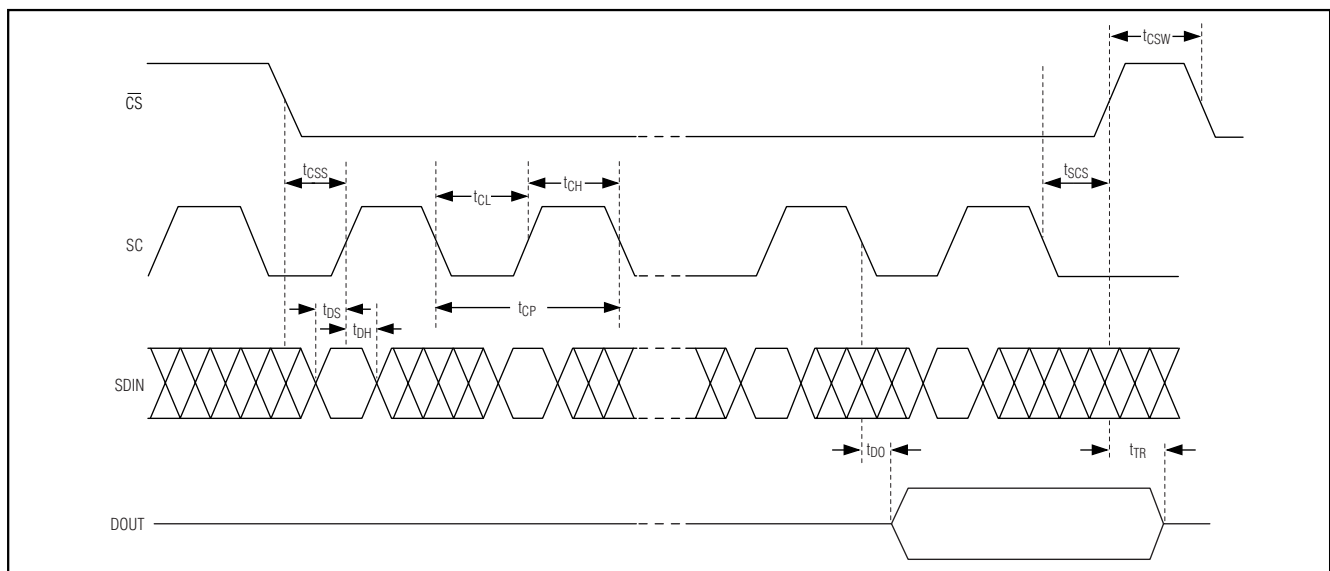 tCSW
CS
tCSS
tSCS
tCL
tCH
SC
tDS
tCP
tDH
SDIN
tDO
tTR
DOUT